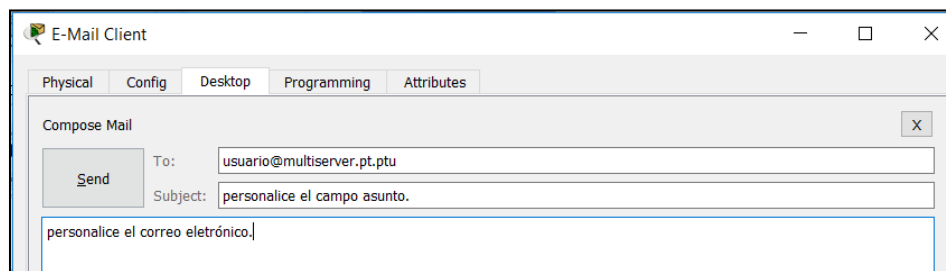 E-Mail Client
Physical Config Desktop Programming Attributes
Compose Mail X
Send
To: usuario@multiserver.pt.ptu
Subject: personalice el campo asunto.
personalice el correo eletrónico.